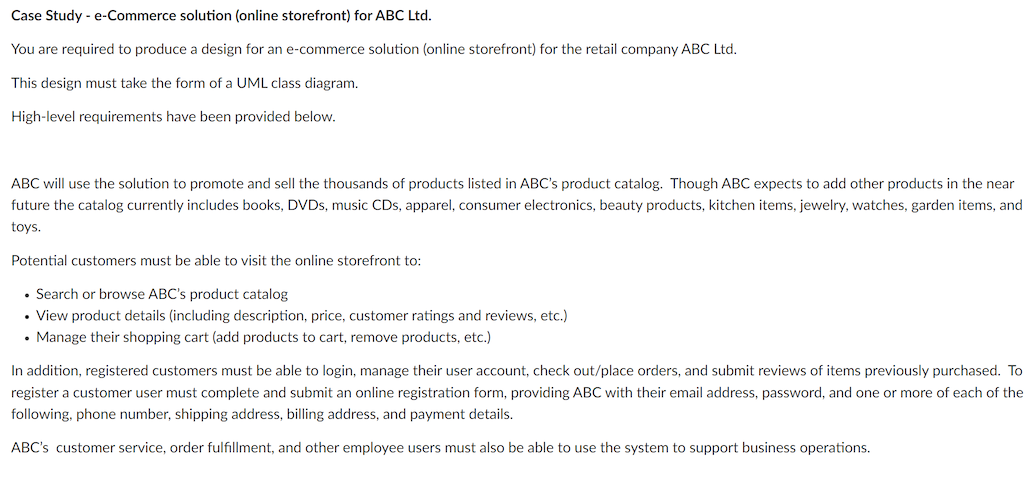 Case Study - e-Commerce solution (online storefront) for ABC Ltd.
You are required to produce a design for an e-commerce solution (online storefront) for the retail company ABC Ltd.
This design must take the form of a UML class diagram.
High-level requirements have been provided below.
ABC will use the solution to promote and sell the thousands of products listed in ABC's product catalog.  Though ABC expects to add other products in the near
future the catalog currently includes books, DVDs, music CDs, apparel, consumer electronics, beauty products, kitchen items, jewelry, watches, garden items, and
toys.
Potential customers must be able to visit the online storefront to:
• Search or browse ABC's product catalog
• View product details (including description, price, customer ratings and reviews, etc.)
• Manage their shopping cart (add products to cart, remove products, etc.)
In addition, registered customers must be able to login, manage their user account, check out/place orders, and submit reviews of items previously purchased.  To
register a customer user must complete and submit an online registration form, providing ABC with their email address, password, and one or more of each of the
following, phone number, shipping address, billing address, and payment details.
ABC's  customer service, order fulfillment, and other employee users must also be able to use the system to support business operations.